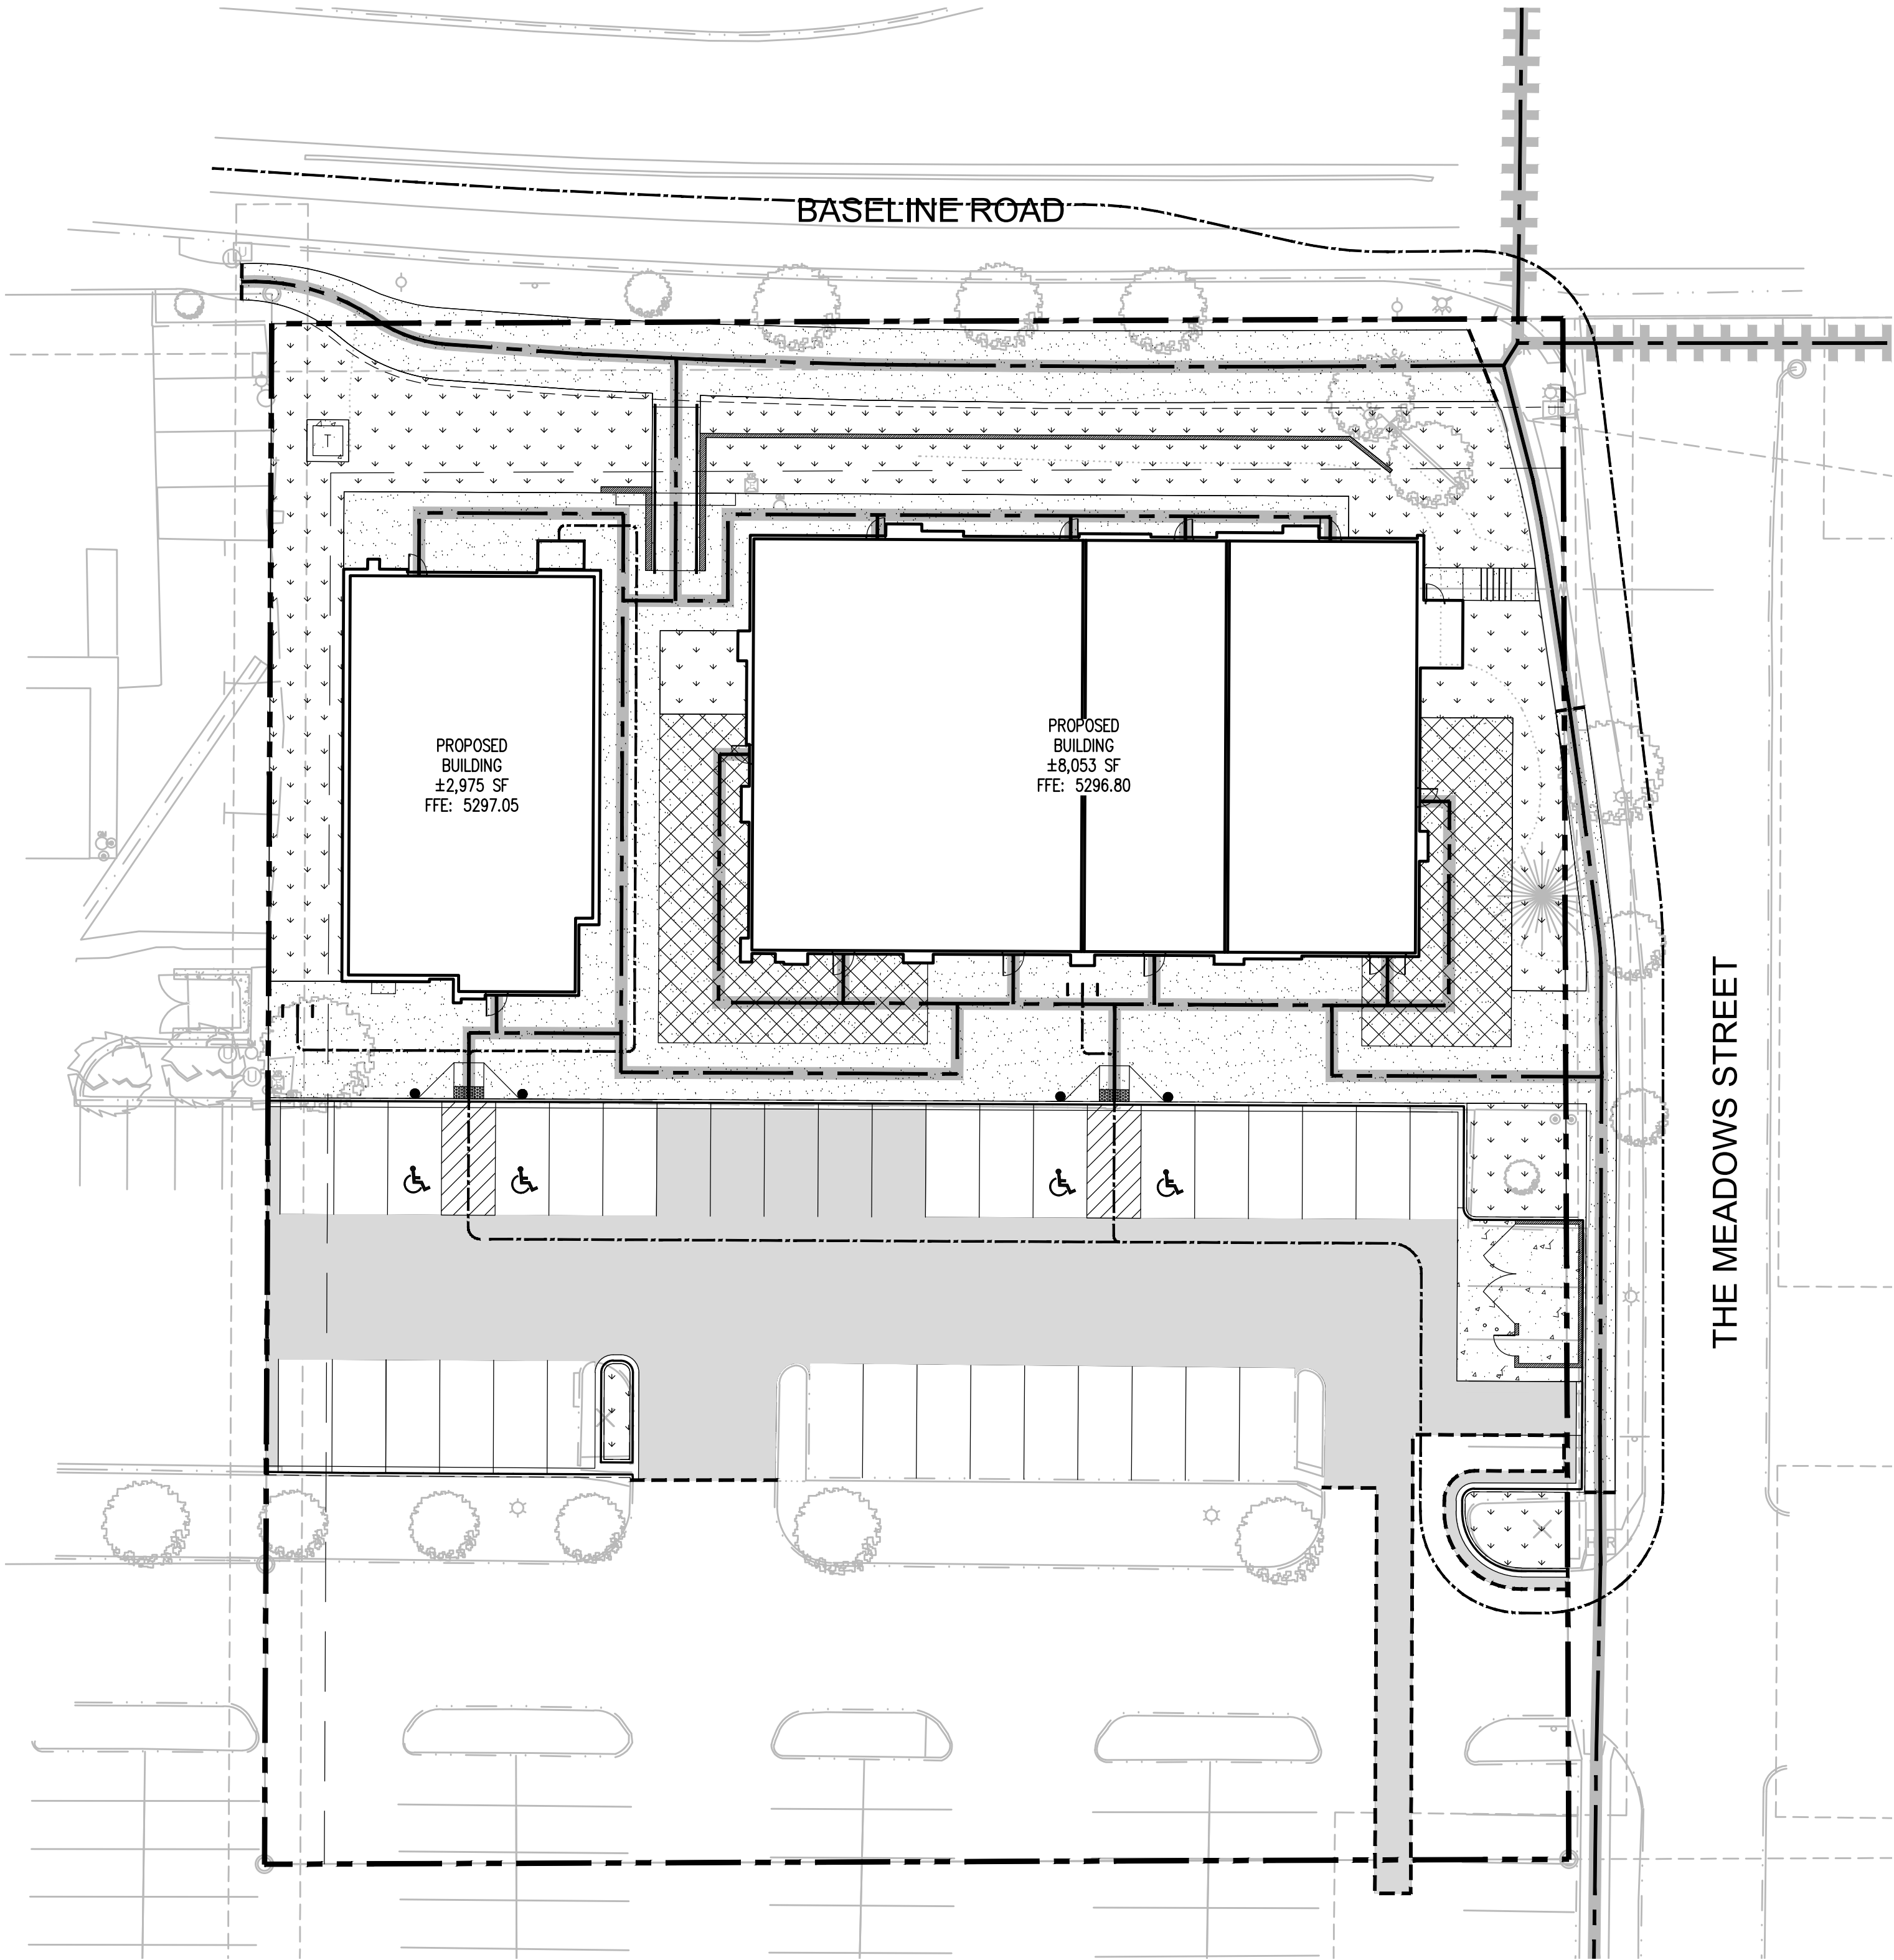 BASELINE ROAD
T
PROPOSED
BUILDING
±2,975 SF
FFE: 5297.05
PROPOSED
BUILDING
±8,053 SF
FFE: 5296.80
THE MEADOWS STREET